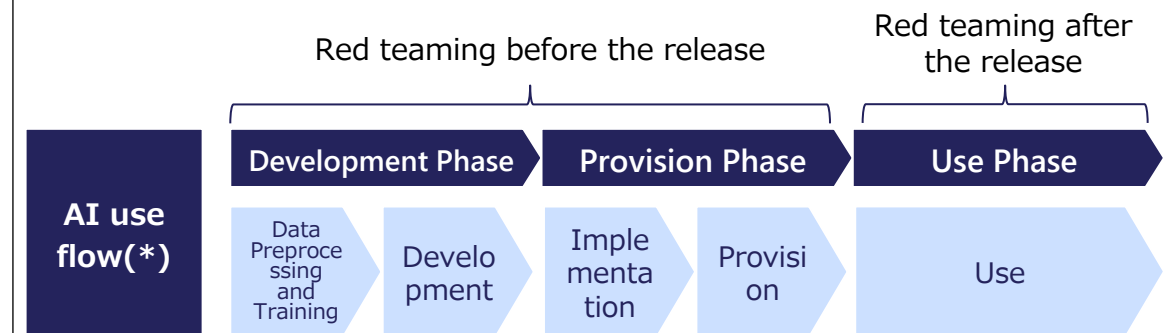 Red teaming before the release
Red teaming after
the release
Development Phase
Provision Phase
Use Phase
AI use
flow(*)
Data
Preproce
ssing
and
Training
Develo
pment
Imple
menta
tion
Provisi
on
Use